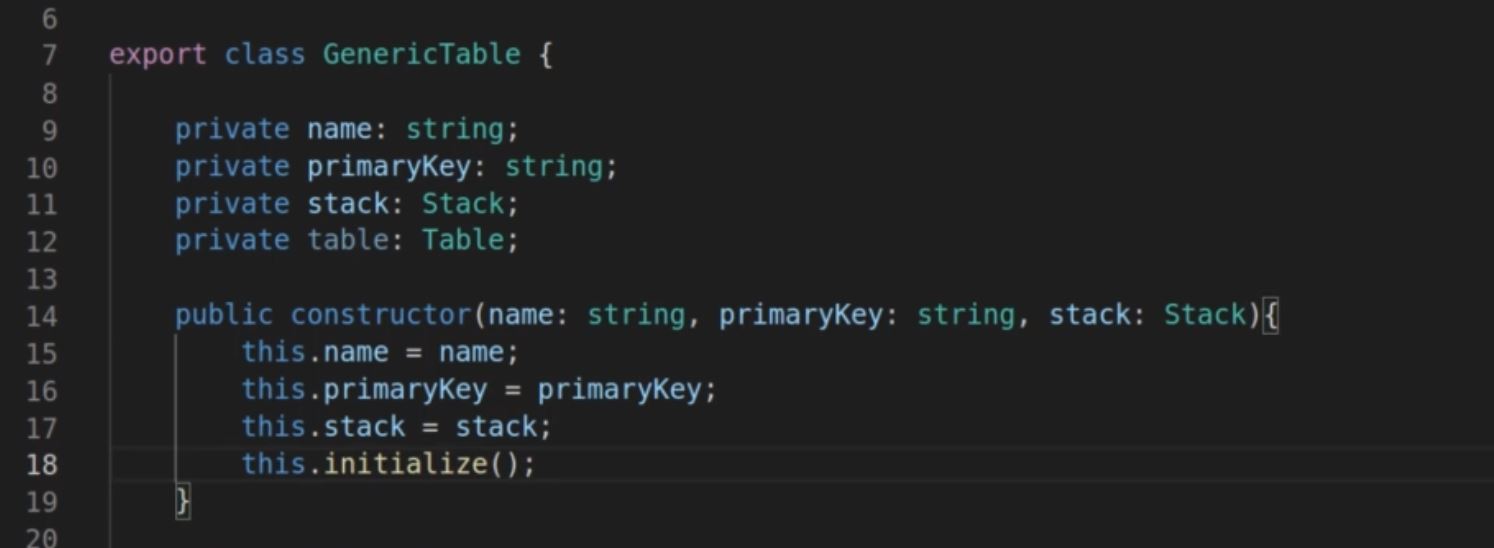 6
7 export class GenericTable {
8
9 private name: string;
10 private primaryKey: string;
11 private stack: Stack;
12 private table: Table;
13
14 public constructor(name: string, primaryKey: string, stack: Stack){
15 this.name = name;
16 this.primaryKey = primaryKey;
17 this.stack = stack;
18 this.initialize();
19 }
20